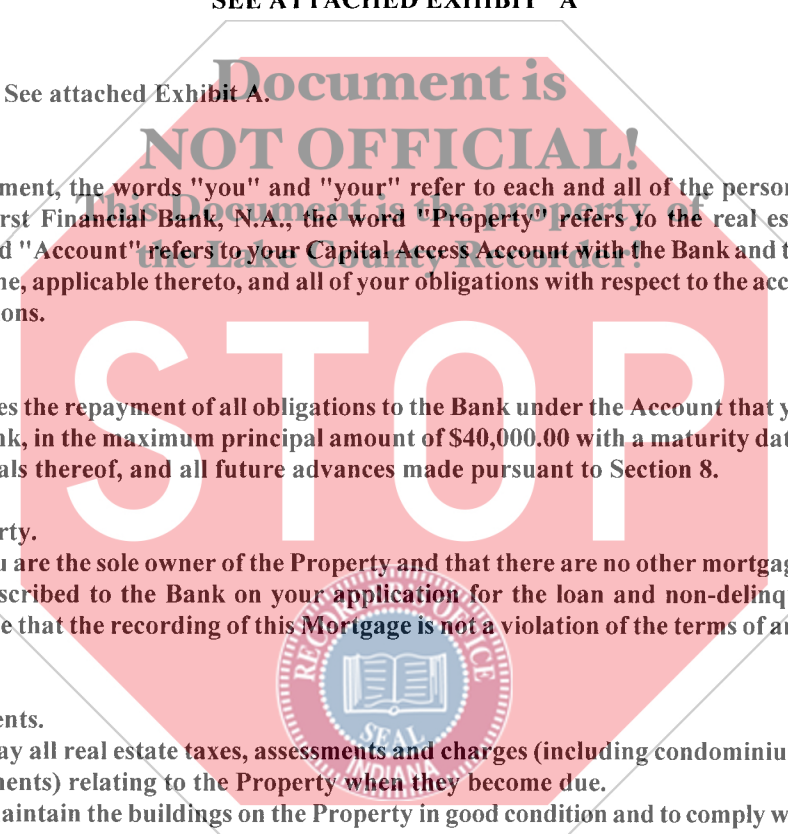 SEE ATTACHED EXHIBIT "A"
Document is
See attached Exhibit A.
NOT OFFICIAL!
ment, the words "you" and "your" refer to each and all of the person
This Document is the property of
rst Financial Bank, N.A., the word "Property" refers to the real es
d "Account" refers to your Capital Access Account with the Bank and t
the Lake County Recorder!
ne, applicable thereto, and all of your obligations with respect to the acc
ons.
STOP
es the repayment of all obligations to the Bank under the Account that y
nk, in the maximum principal amount of $40,000.00 with a maturity dat
als thereof, and all future advances made pursuant to Section 8.
rty.
u are the sole owner of the Property and that there are no other mortgag
scribed to the Bank on your application for the loan and non-delinq
e that the recording of this Mortgage is not a violation of the terms of an
RECORDER'S OFFICE
SEAL
INDIANA
ents.
ay all real estate taxes, assessments and charges (including condominiu
nents) relating to the Property when they become due.
aintain the buildings on the Property in good condition and to comply w